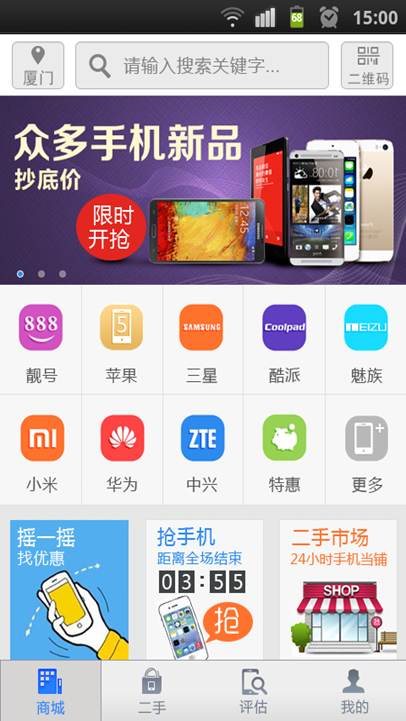 68
15:00
厦门
请输入搜索关键字...
二维码
众多手机新品
抄底价
限时
开抢
12:45
888
5
SAMSUNG
Coolpad
MEIZU
靓号
苹果
三星
酷派
魅族
mi
HUAWEI
ZTE
小米
华为
中兴
特惠
更多
摇一摇
找优惠
抢手机
距离全场结束
03:55
抢
二手市场
24小时手机当铺
SHOP
商城
二手
评估
我的